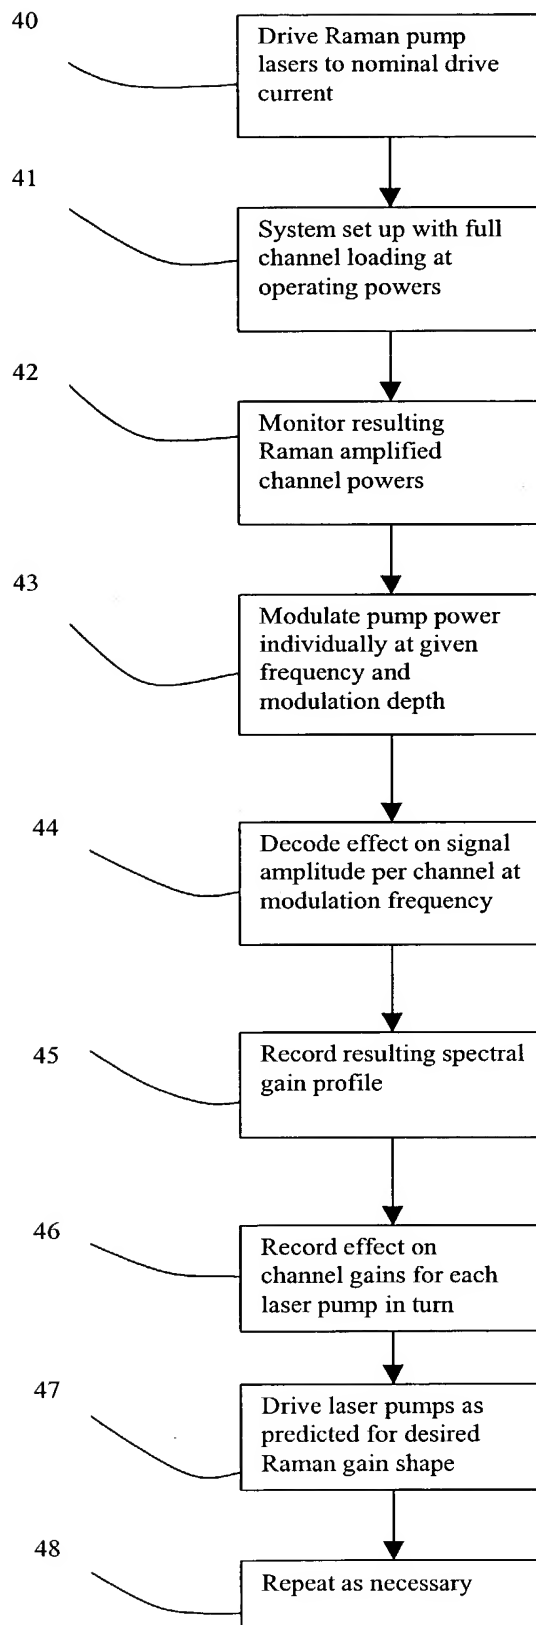 40
Drive Raman pump
lasers to nominal drive
current
41
System set up with full
channel loading at
operating powers
42
Monitor resulting
Raman amplified
channel powers
43
Modulate pump power
individually at given
frequency and
modulation depth
44
Decode effect on signal
amplitude per channel at
modulation frequency
45
Record resulting spectral
gain profile
46
Record effect on
channel gains for each
laser pump in turn
47
Drive laser pumps as
predicted for desired
Raman gain shape
48
Repeat as necessary